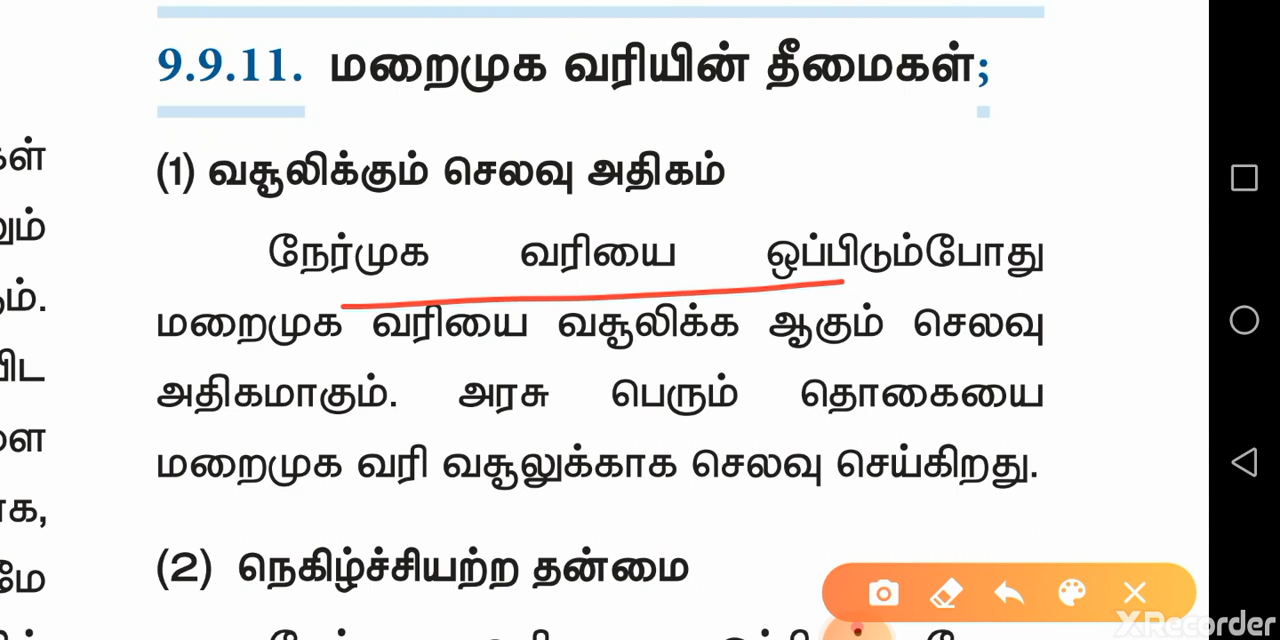 9.9.11. மறைமுக வரியின் தீமைகள்;
(1) வசூலிக்கும் செலவு அதிகம்
நேர்முக வரியை ஒப்பிடும்போது
மறைமுக வரியை வசூலிக்க ஆகும் செலவு
அதிகமாகும். அரசு பெரும் தொகையை
மறைமுக வரி வசூலுக்காக செலவு செய்கிறது.
(2) நெகிழ்ச்சியற்ற தன்மை
XRecorder